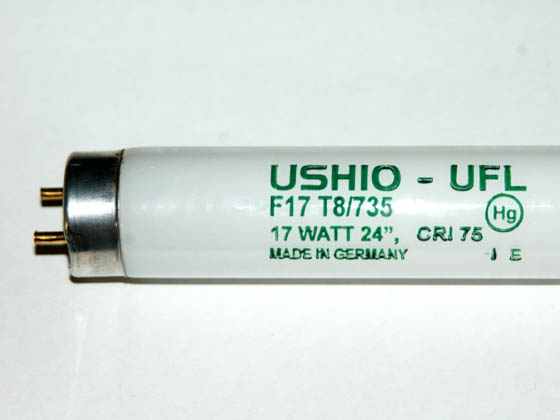 USHIO - UFL
F17 T8/735 Hg
17 WATT 24", CRI 75
MADE IN GERMANY I E